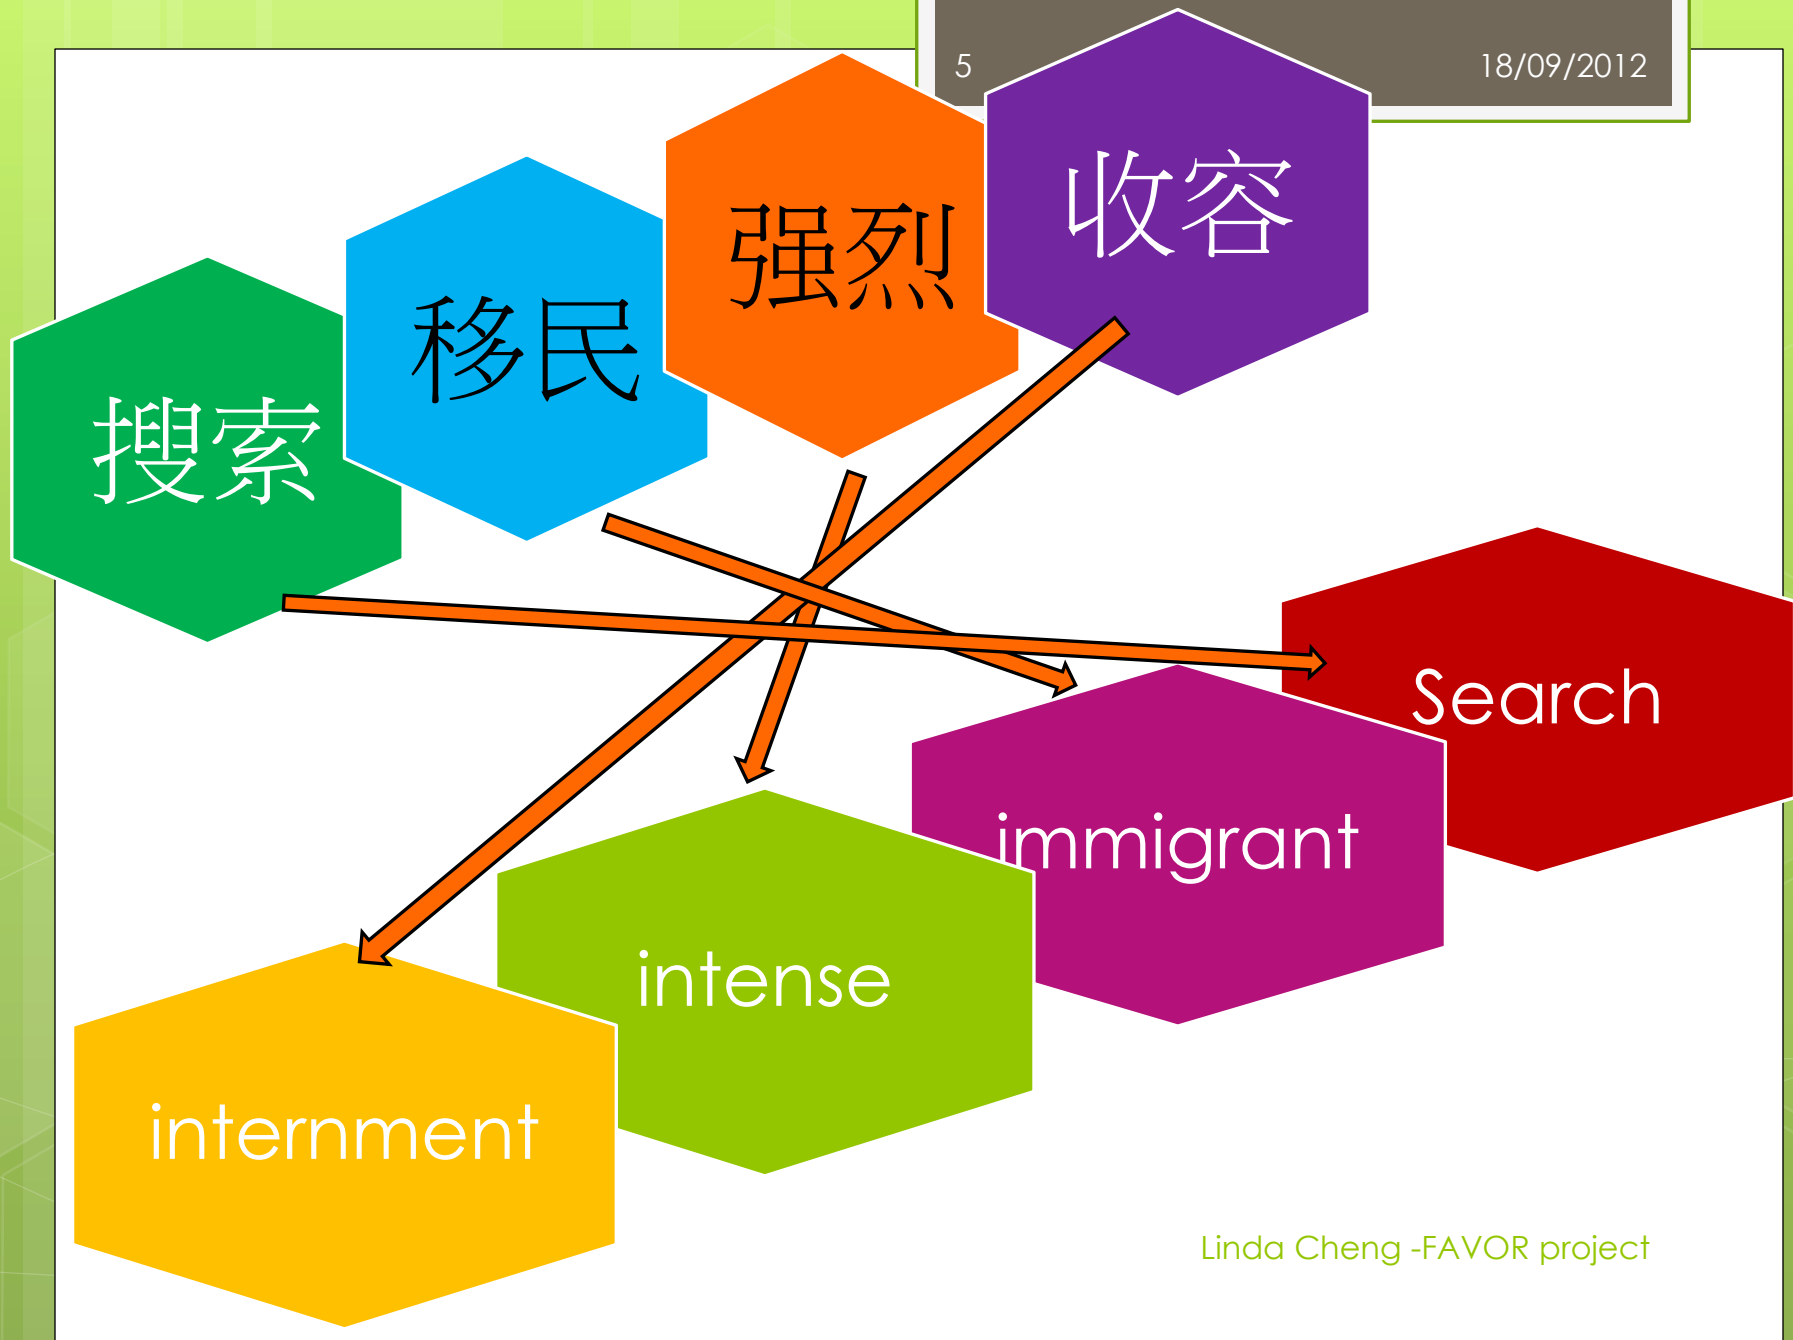 5
18/09/2012
收容
强烈
移民
搜索
Search
immigrant
intense
internment
Linda Cheng -FAVOR project